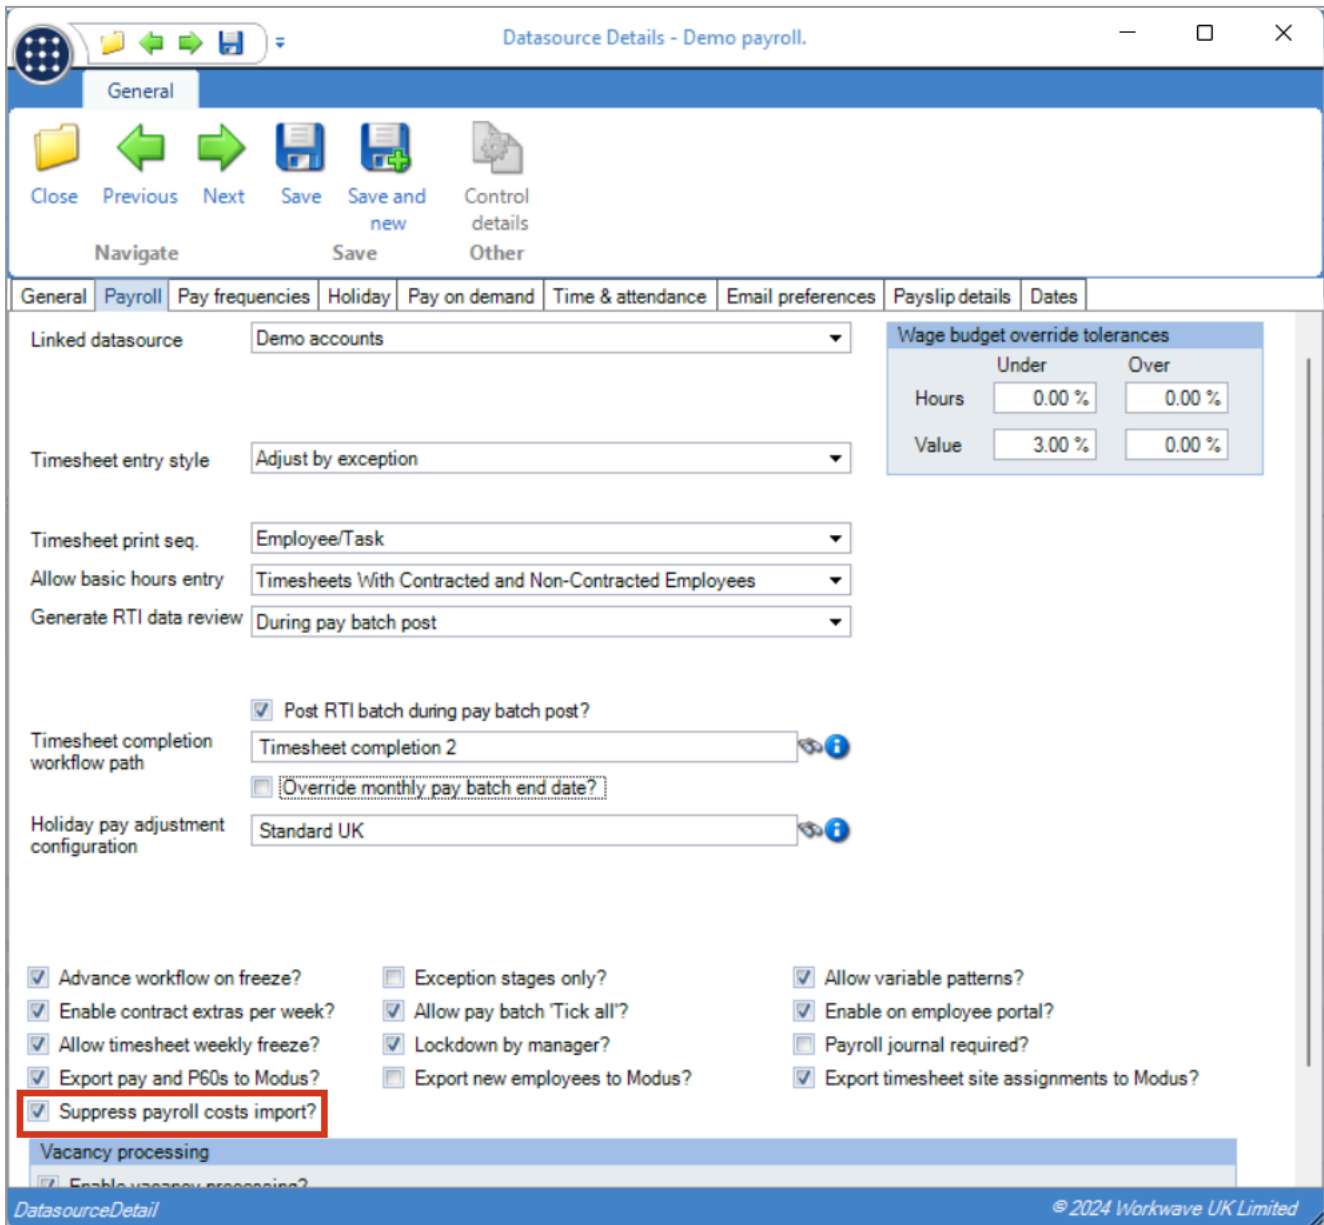 Datasource Details - Demo payroll.
General
Close Previous Next Save Save and new Control details
Navigate Save Other
General Payroll Pay frequencies Holiday Pay on demand Time & attendance Email preferences Payslip details Dates
Linked datasource Demo accounts
Wage budget override tolerances
Under Over
Hours 0.00 % 0.00 %
Value 3.00 % 0.00 %
Timesheet entry style Adjust by exception
Timesheet print seq. Employee/Task
Allow basic hours entry Timesheets With Contracted and Non-Contracted Employees
Generate RTI data review During pay batch post
Post RTI batch during pay batch post?
Timesheet completion workflow path Timesheet completion 2
Override monthly pay batch end date?
Holiday pay adjustment configuration Standard UK
Advance workflow on freeze? Exception stages only? Allow variable patterns?
Enable contract extras per week? Allow pay batch 'Tick all'? Enable on employee portal?
Allow timesheet weekly freeze? Lockdown by manager? Payroll journal required?
Export pay and P60s to Modus? Export new employees to Modus? Export timesheet site assignments to Modus?
Suppress payroll costs import?
Vacancy processing
Enable vacancy processing?
DatasourceDetail © 2024 Workwave UK Limited